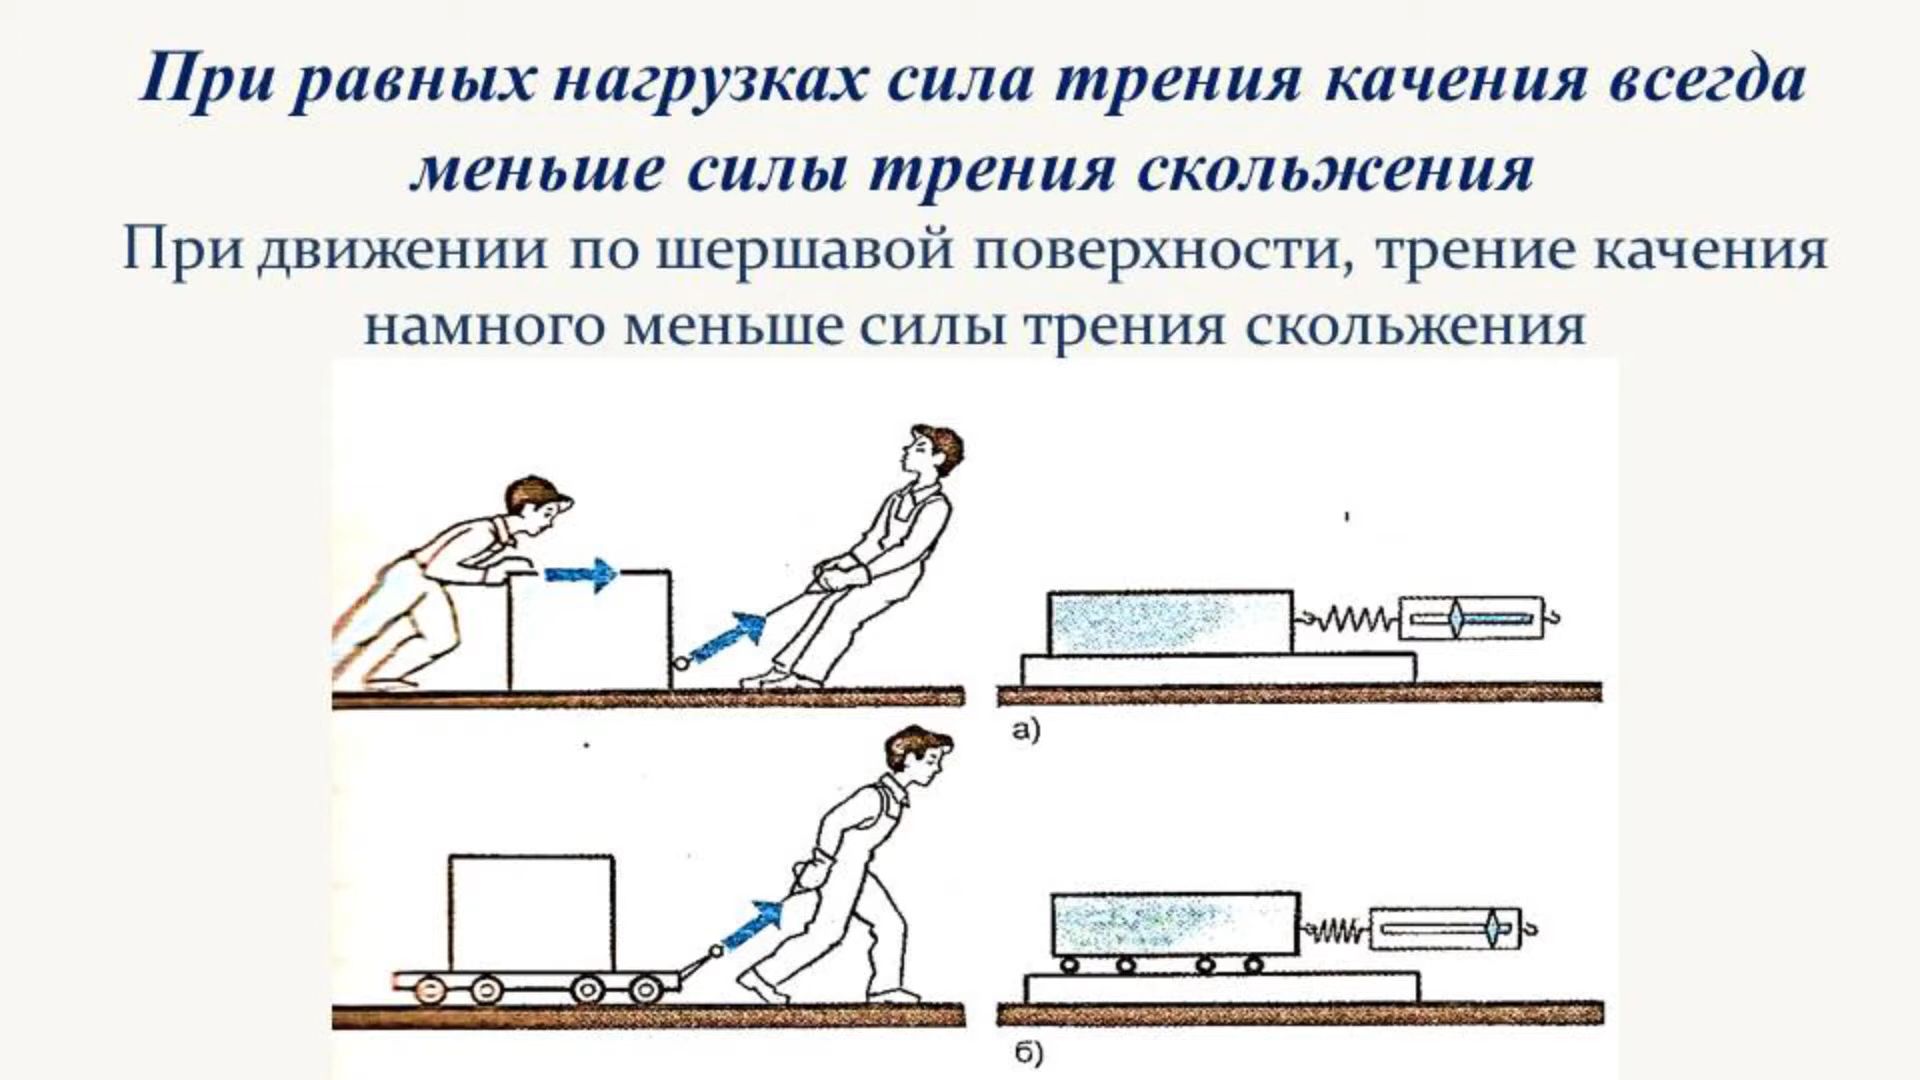 При равных нагрузках сила трения качения всегда
меньше силы трения скольжения
При движении по шершавой поверхности, трение качения
намного меньше силы трения скольжения
а)
б)